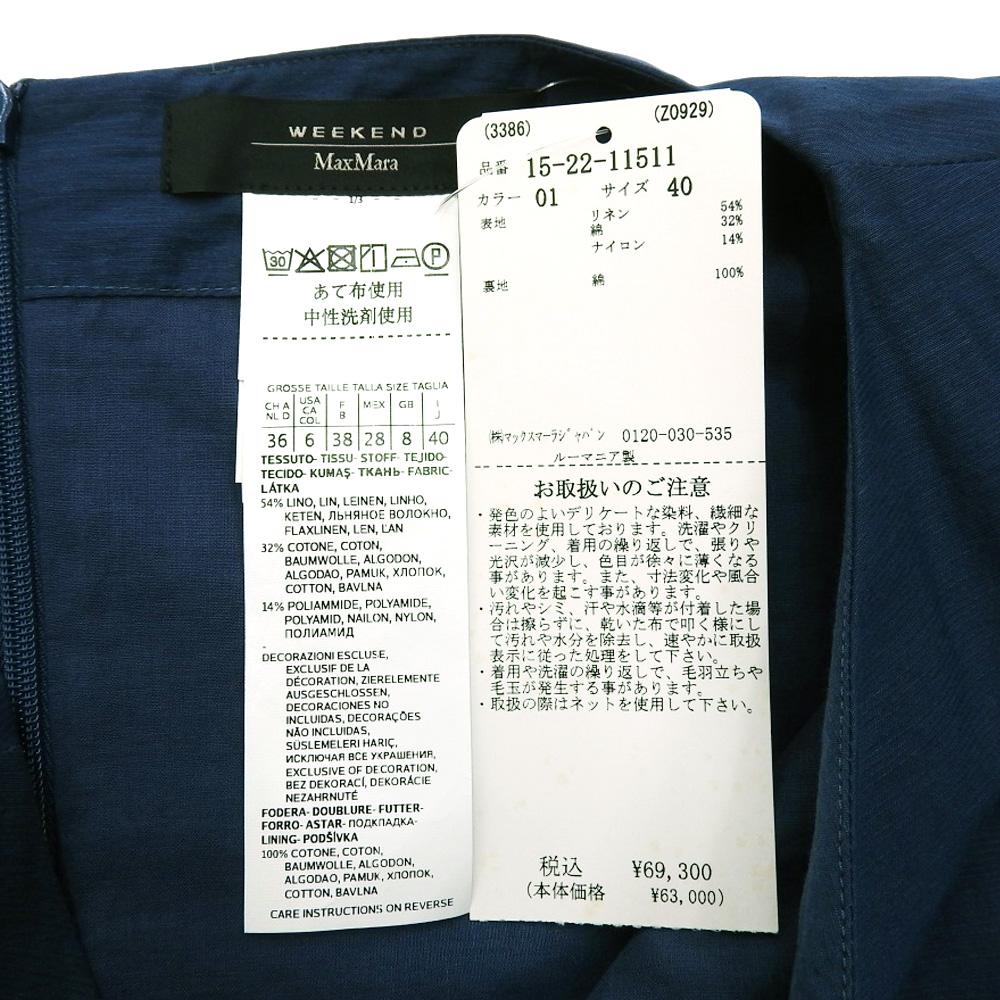 WEEKEND
MaxMara
1/3
30
P
あて布使用
中性洗剤使用
GROSSE TAILLE TALLA SIZE TAGLIA
CH A NL D
USA CA COL
F B
MEX
GB
I J
36 6 38 28 8 40
TESSUTO- TISSU- STOFF- TEJIDO-
TECIDO- KUMAŞ- ТКАНЬ- FABRIC-
LÁTKA
54% LINO, LIN, LEINEN, LINHO,
KETEN, ЛЬНЯНОЕ ВОЛОКНО,
FLAXLINEN, LEN, ĽAN
32% COTONE, COTON,
BAUMWOLLE, ALGODON,
ALGODAO, PAMUK, ХЛОПОК,
COTTON, BAVLNA
14% POLIAMMIDE, POLYAMIDE,
POLYAMID, NAILON, NYLON,
ПОЛИАМИД
DECORAZIONI ESCLUSE,
EXCLUSIF DE LA
DÉCORATION, ZIERELEMENTE
AUSGESCHLOSSEN,
DECORACIONES NO
INCLUIDAS, DECORAÇÕES
NÃO INCLUIDAS,
SÜSLEMELERI HARIÇ,
ИСКЛЮЧАЯ ВСЕ УКРАШЕНИЯ,
EXCLUSIVE OF DECORATION,
BEZ DEKORACÍ, DEKORÁCIE
NEZAHRNUTÉ
FODERA- DOUBLURE- FUTTER-
FORRO- ASTAR- ПОДКЛАДКА-
LINING- PODŠÍVKA
100% COTONE, COTON,
BAUMWOLLE, ALGODON,
ALGODAO, PAMUK, ХЛОПОК,
COTTON, BAVLNA
CARE INSTRUCTIONS ON REVERSE
(3386) (Z0929)
品番 15-22-11511
カラー 01 サイズ 40
表地 リネン 54%
綿 32%
ナイロン 14%
裏地 綿 100%
㈱マックスマーラジャパン 0120-030-535
ルーマニア製
お取扱いのご注意
・発色のよいデリケートな染料、繊細な
素材を使用しております。洗濯やクリ
ーニング、着用の繰り返しで、張りや
光沢が減少し、色目が徐々に薄くなる
事があります。また、寸法変化や風合
い変化を起こす事があります。
・汚れやシミ、汗や水滴等が付着した場
合は擦らずに、乾いた布で叩く様にし
て汚れや水分を除去し、速やかに取扱
表示に従った処理をして下さい。
・着用や洗濯の繰り返しで、毛羽立ちや
毛玉が発生する事があります。
・取扱の際はネットを使用して下さい。
税込 ¥69,300
(本体価格 ¥63,000)